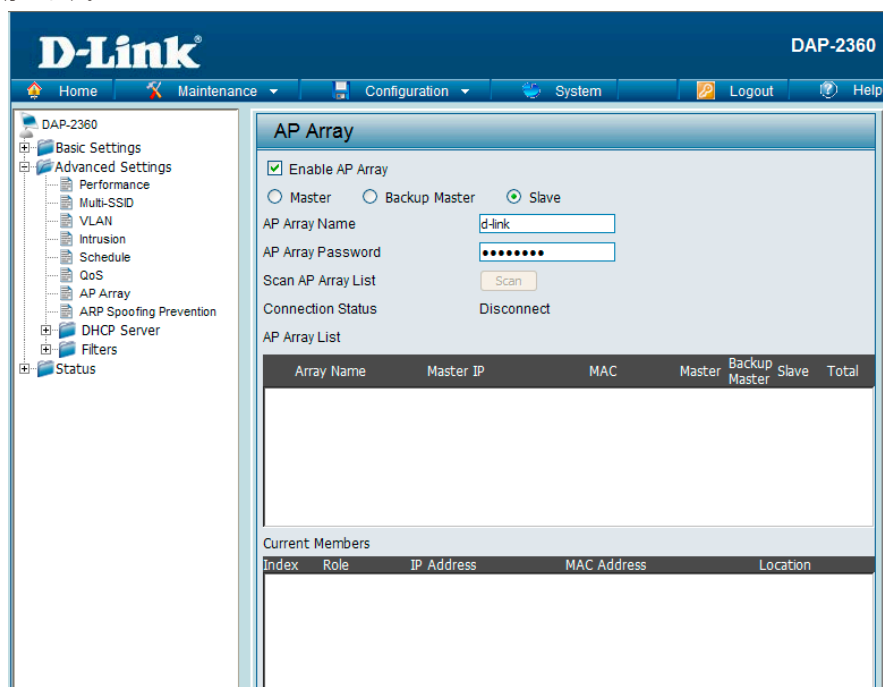 D-Link®
DAP-2360
Home Maintenance Configuration System Logout Help
DAP-2360
Basic Settings
Advanced Settings
Performance
Multi-SSID
VLAN
Intrusion
Schedule
QoS
AP Array
ARP Spoofing Prevention
DHCP Server
Filters
Status
AP Array
Enable AP Array
Master Backup Master Slave
AP Array Name d-link
AP Array Password ••••••••
Scan AP Array List Scan
Connection Status Disconnect
AP Array List
Array Name Master IP MAC Master Backup Master Slave Total
Current Members
Index Role IP Address MAC Address Location